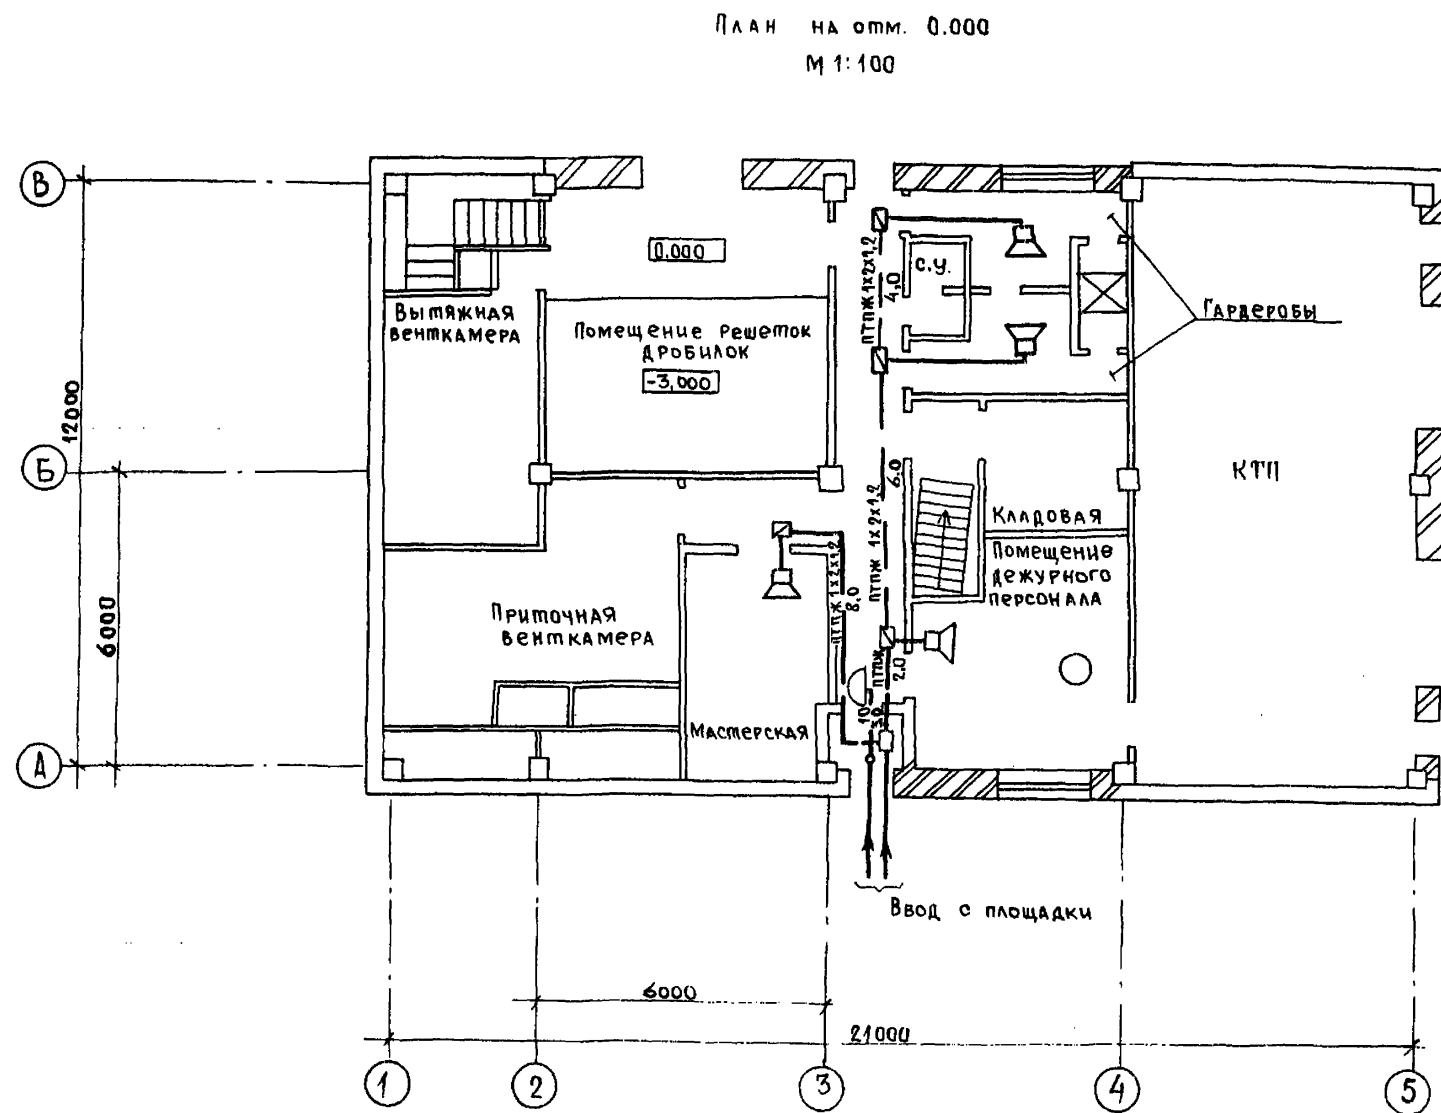 План на отм. 0.000
М 1:100
В
0.000
ПТПЖ 1х2х1,2
4,0
с.у.
Вытяжная
венткамера
Помещение решеток
дробилок
-3,000
Гардеробы
12000
Б
6.0
КТП
ПТПЖ 1х2х1,2
Кладовая
Помещение
дежурного
персонала
ПТПЖ 1х2х1,2
8.0
6000
Приточная
венткамера
ПТПЖ
2.0
10
3.0
Мастерская
А
Ввод с площадки
6000
21000
1
2
3
4
5